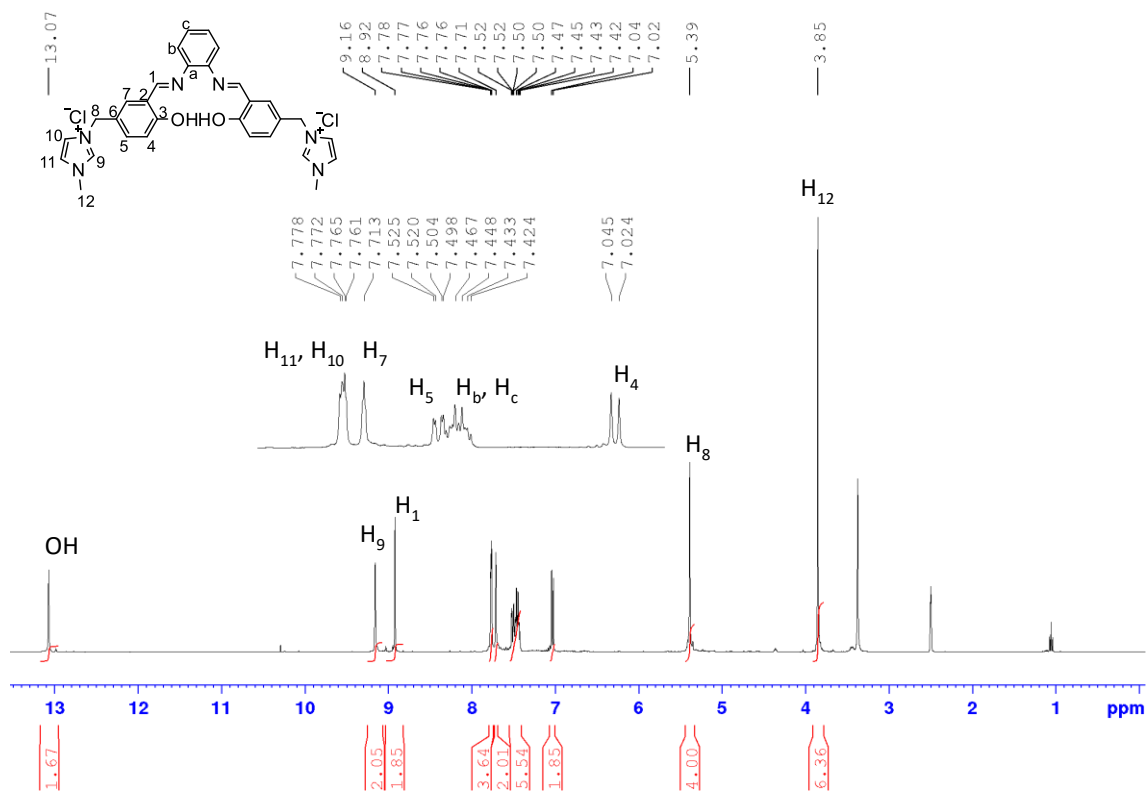 13.07
9.16
8.92
7.78
7.77
7.76
7.76
7.71
7.52
7.52
7.50
7.50
7.47
7.45
7.43
7.42
7.04
7.02
5.39
3.85
c
b
a
1
N
N
7
2
6
3
5
4
8
OH
HO
⁻Cl
⁻Cl
10
N⁺
11
9
N
12
N⁺
N
7.778
7.772
7.765
7.761
7.713
7.525
7.520
7.504
7.498
7.467
7.448
7.433
7.424
7.045
7.024
H₁₂
H₁₁, H₁₀
H₇
H₅
H_b, H_c
H₄
H₈
OH
H₉
H₁
13 12 11 10 9 8 7 6 5 4 3 2 1 ppm
1.67
2.05
1.85
3.64
2.01
5.54
1.85
4.00
6.36